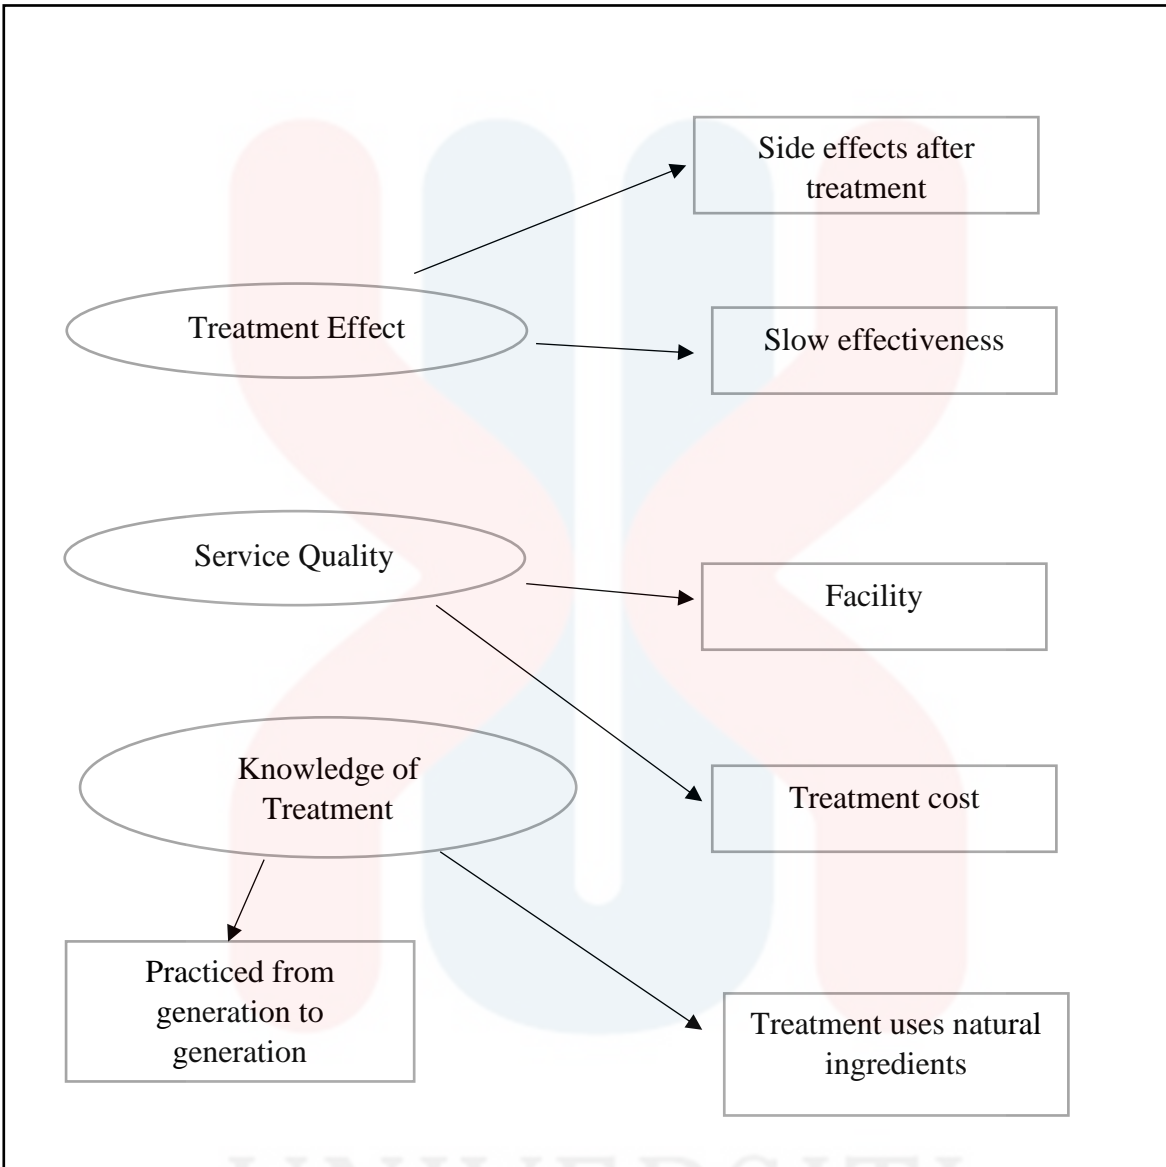 Side effects after
treatment
Treatment Effect
Slow effectiveness
Service Quality
Facility
Knowledge of
Treatment
Treatment cost
Practiced from
generation to
generation
Treatment uses natural
ingredients
UNIVERSITI